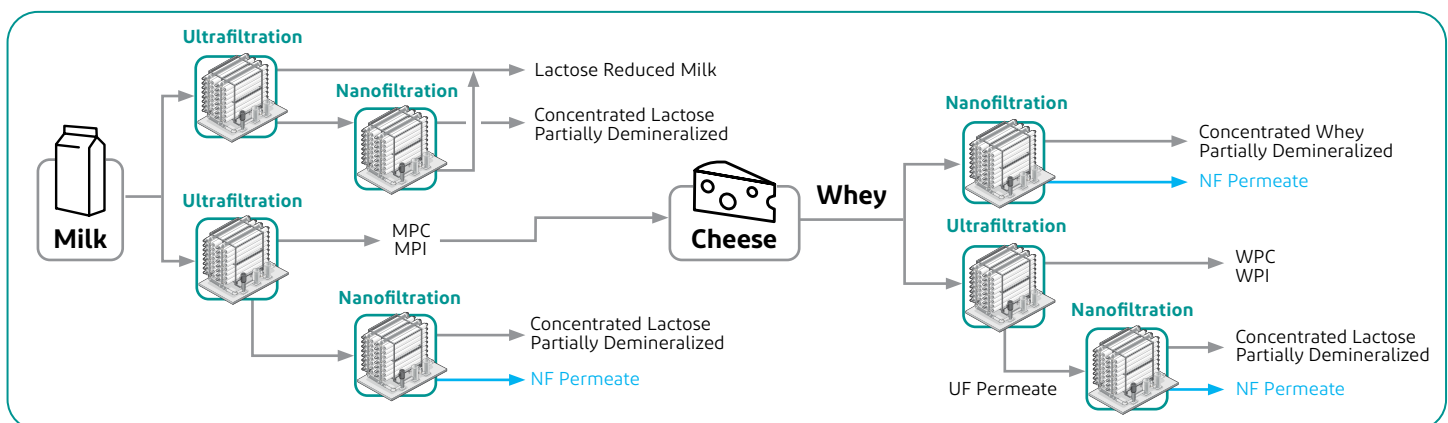 Ultrafiltration
Lactose Reduced Milk
Nanofiltration
Concentrated Lactose
Partially Demineralized
Milk
Ultrafiltration
MPC
MPI
Nanofiltration
Concentrated Lactose
Partially Demineralized
NF Permeate
Cheese
Whey
Nanofiltration
Concentrated Whey
Partially Demineralized
NF Permeate
Ultrafiltration
WPC
WPI
Nanofiltration
Concentrated Lactose
Partially Demineralized
UF Permeate
NF Permeate